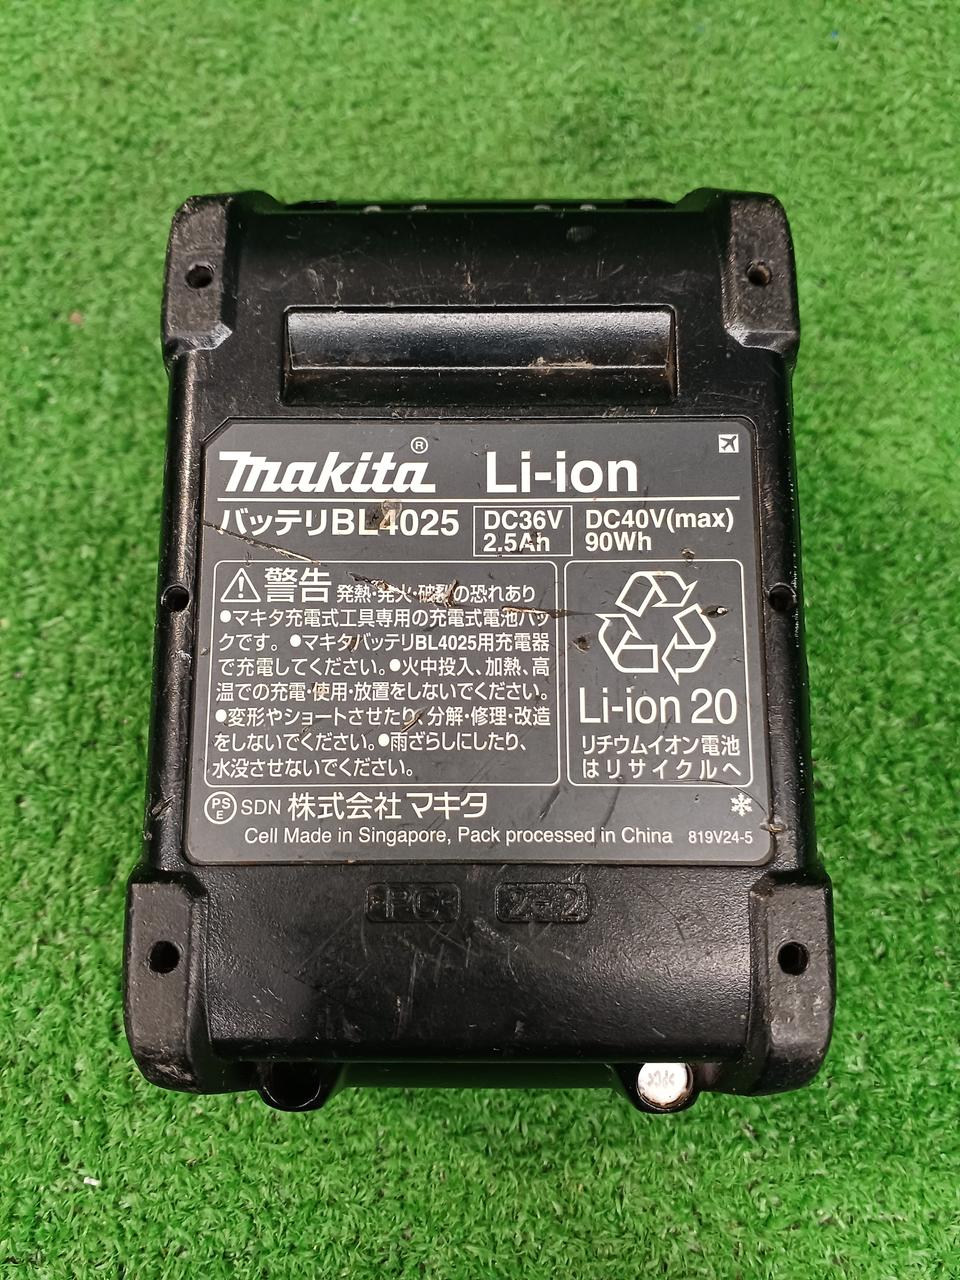 makita® Li-ion
バッテリBL4025 DC36V 2.5Ah DC40V(max) 90Wh
警告 発熱・発火・破裂の恐れあり
●マキタ充電式工具専用の充電式電池パッ
クです。●マキタバッテリBL4025用充電器
で充電してください。●火中投入、加熱、高
温での充電・使用・放置をしないでください。
●変形やショートさせたり、分解・修理・改造
をしないでください。●雨ざらしにしたり、
水没させないでください。
Li-ion 20
リチウムイオン電池
はリサイクルへ
PSE SDN 株式会社マキタ
Cell Made in Singapore, Pack processed in China 819V24-5